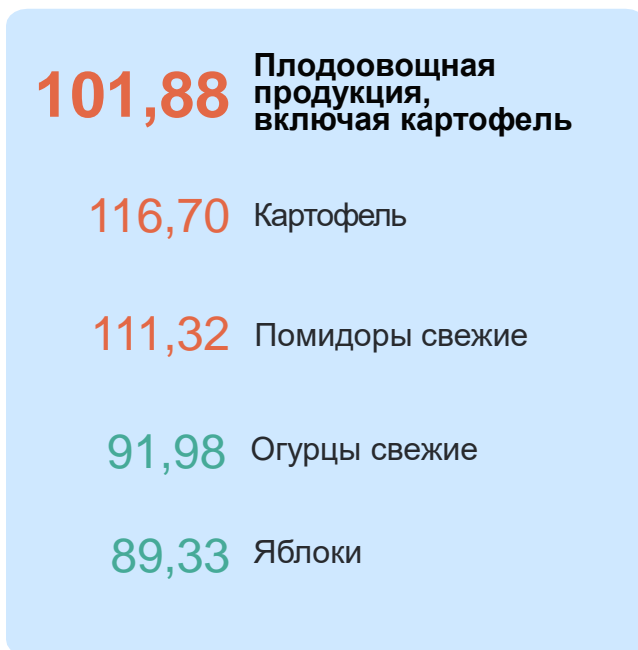 101,88 Плодоовощная
продукция,
включая картофель
116,70 Картофель
111,32 Помидоры свежие
91,98 Огурцы свежие
89,33 Яблоки